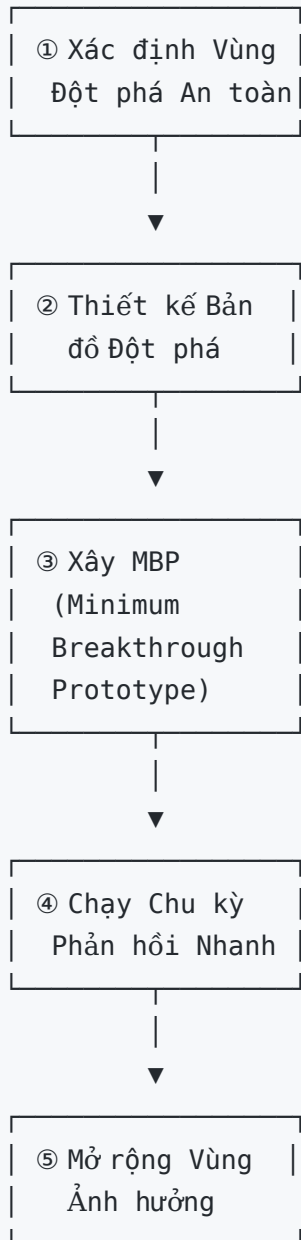 ① Xác định Vùng
Đột phá An toàn
② Thiết kế Bản
đồ Đột phá
③ Xây MBP
(Minimum
Breakthrough
Prototype)
④ Chạy Chu kỳ
Phản hồi Nhanh
⑤ Mở rộng Vùng
Ảnh hưởng